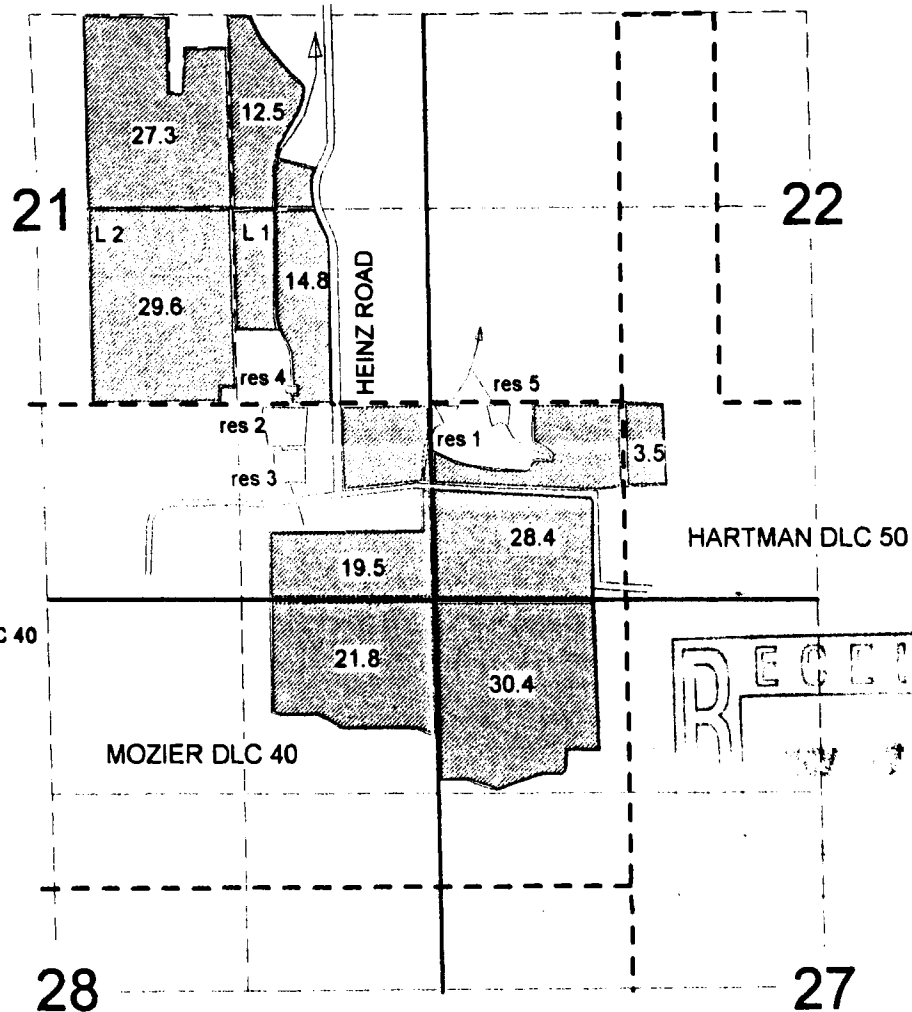 27.3
12.5
21
22
L 2
L 1
14.8
29.6
HEINZ ROAD
res 4
res 5
res 2
res 1
res 3
3.5
28.4
HARTMAN DLC 50
19.5
C 40
21.8
30.4
MOZIER DLC 40
28
27